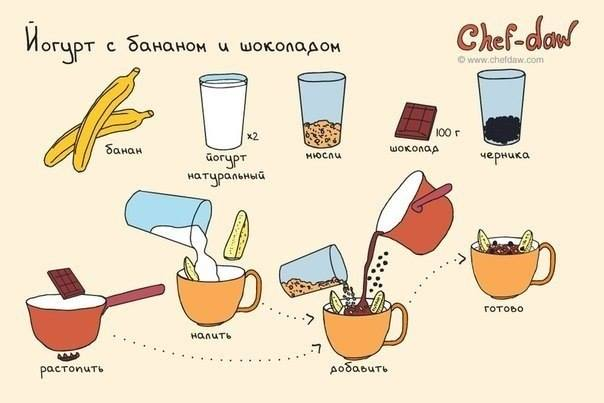 Йогурт с бананом и шоколадом
Chef-daw
© www.chefdaw.com
банан
x2
йогурт
натуральный
мюсли
100 г
шоколад
черника
растопить
налить
добавить
готово